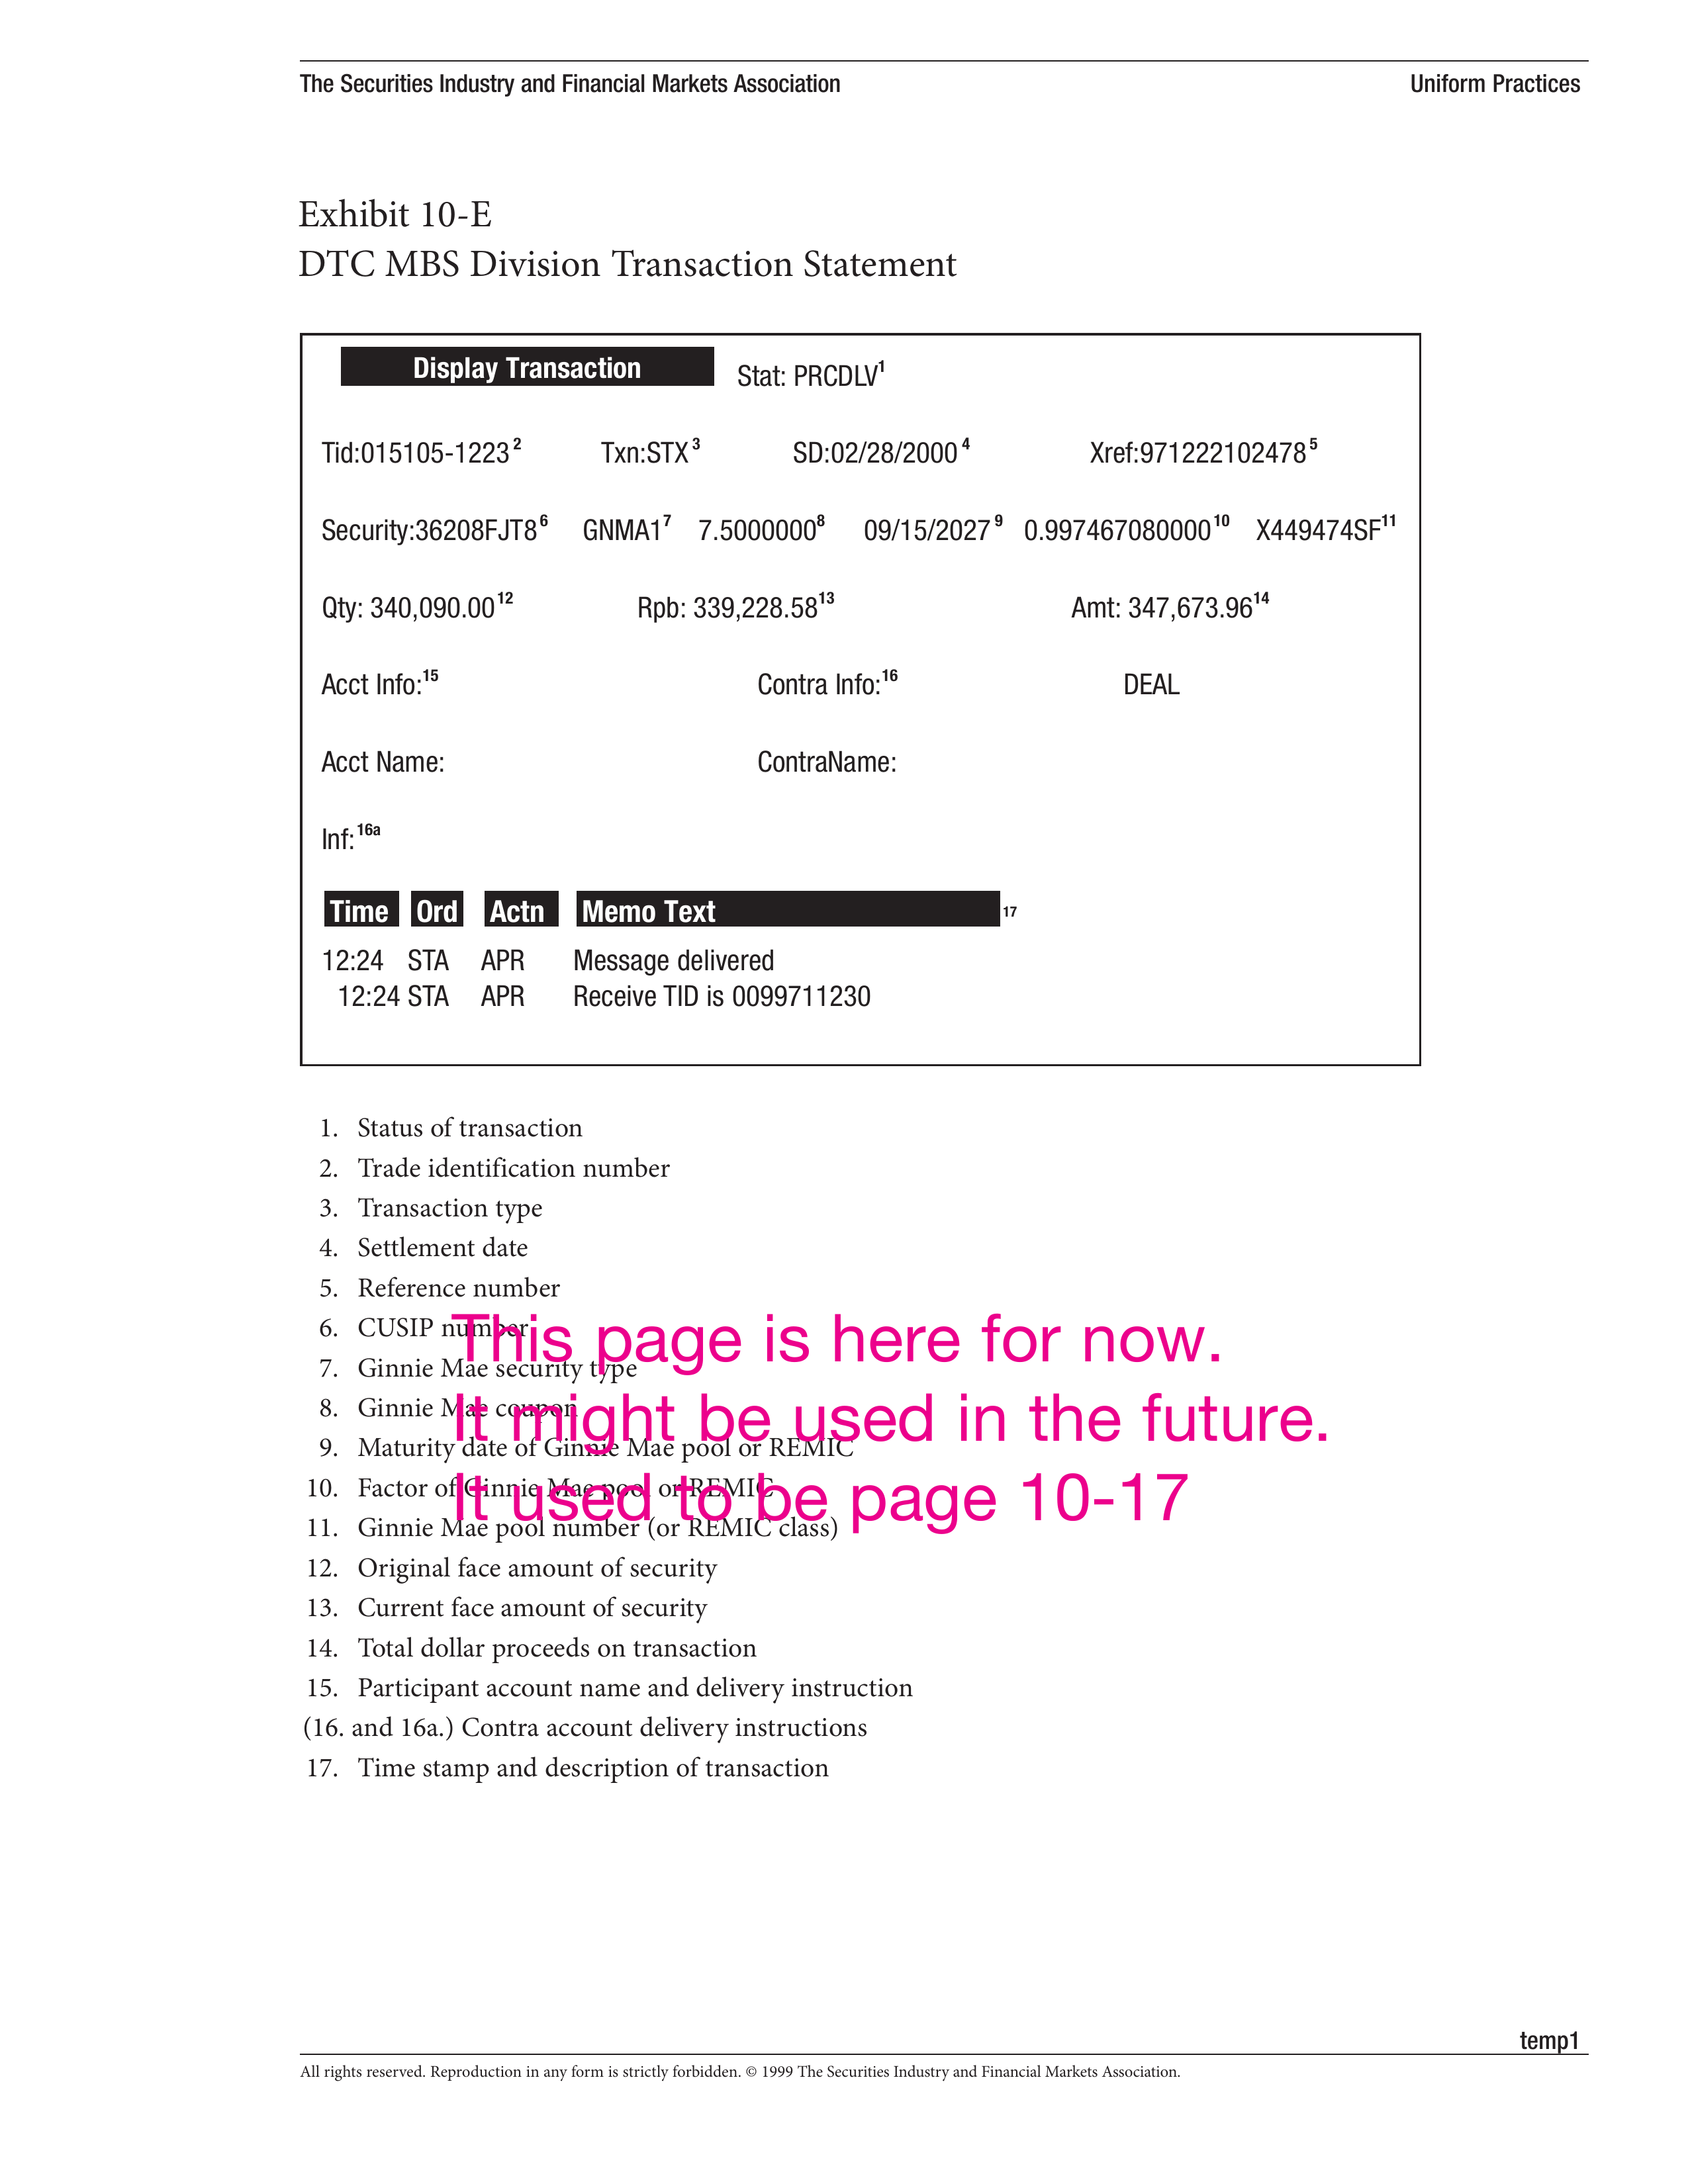 The Securities Industry and Financial Markets Association Uniform Practices
Exhibit 10-E
DTC MBS Division Transaction Statement
Display Transaction Stat: PRCDLV1
Tid:015105-1223 2 Txn:STX 3 SD:02/28/2000 4 Xref:971222102478 5
Security:36208FJT8 6 GNMA1 7 7.5000000 8 09/15/2027 9 0.997467080000 10 X449474SF 11
Qty: 340,090.00 12 Rpb: 339,228.58 13 Amt: 347,673.96 14
Acct Info: 15 Contra Info: 16 DEAL
Acct Name: ContraName:
Inf: 16a
Time Ord Actn Memo Text 17
12:24 STA APR Message delivered
12:24 STA APR Receive TID is 0099711230
1. Status of transaction
2. Trade identification number
3. Transaction type
4. Settlement date
5. Reference number
6. CUSIP number
This page is here for now.
7. Ginnie Mae security type
8. Ginnie Mae coupon
It might be used in the future.
9. Maturity date of Ginnie Mae pool or REMIC
10. Factor of Ginnie Mae pool or REMIC
It used to be page 10-17
11. Ginnie Mae pool number (or REMIC class)
12. Original face amount of security
13. Current face amount of security
14. Total dollar proceeds on transaction
15. Participant account name and delivery instruction
(16. and 16a.) Contra account delivery instructions
17. Time stamp and description of transaction
temp1
All rights reserved. Reproduction in any form is strictly forbidden. © 1999 The Securities Industry and Financial Markets Association.